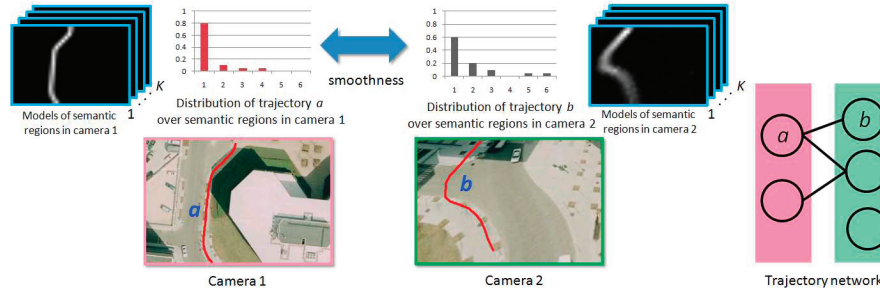 1
0.8
0.6
0.4
0.2
0
1 2 3 4 5 6
Distribution of trajectory a
over semantic regions in camera 1
Models of semantic
regions in camera 1
1 ... K
smoothness
1
0.8
0.6
0.4
0.2
0
1 2 3 4 5 6
Distribution of trajectory b
over semantic regions in camera 2
Models of semantic
regions in camera 2
1 ... K
a
Camera 1
b
Camera 2
a
b
Trajectory network